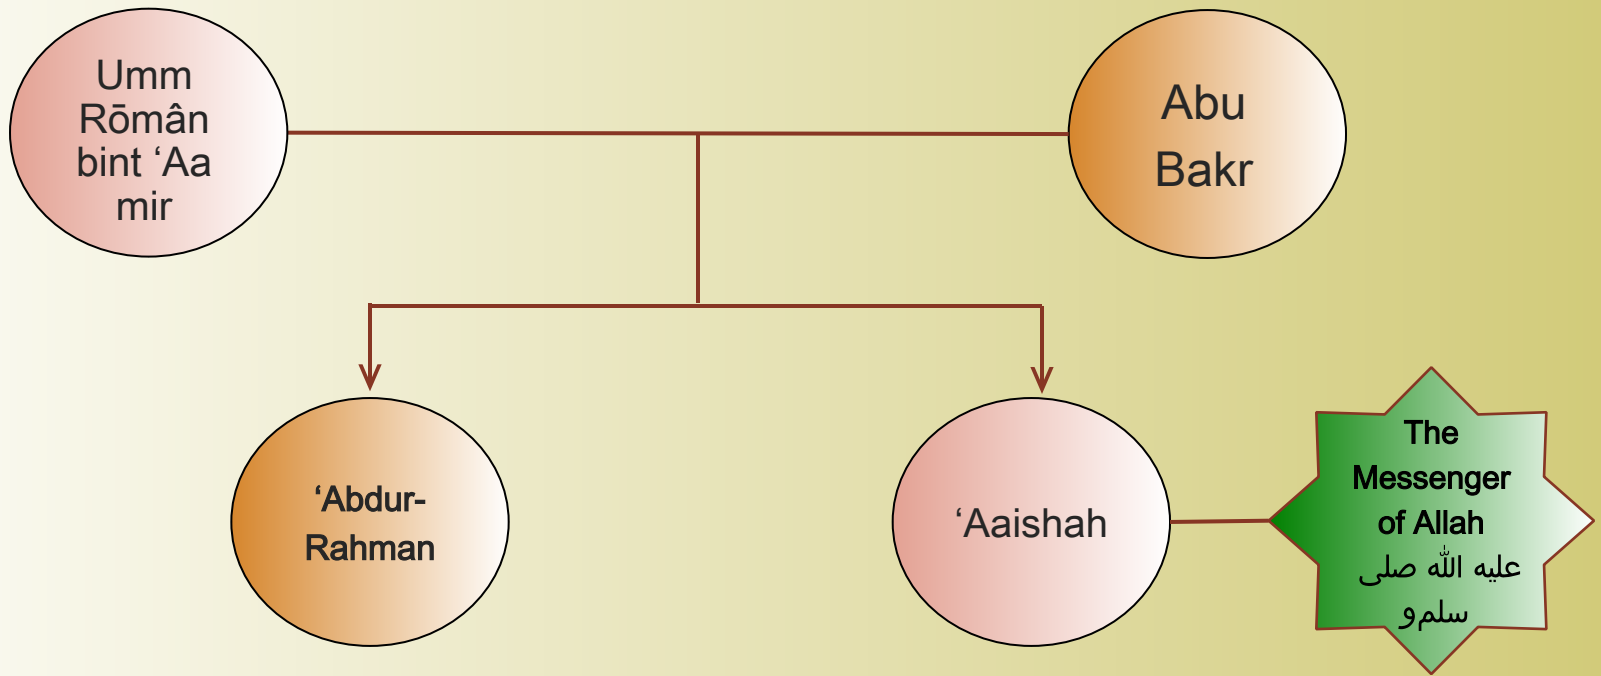 Umm
Rōmân
bint ‘Aa
mir
Abu
Bakr
‘Abdur-
Rahman
‘Aaishah
The
Messenger
of Allah
عليه الله صلى
سلمو